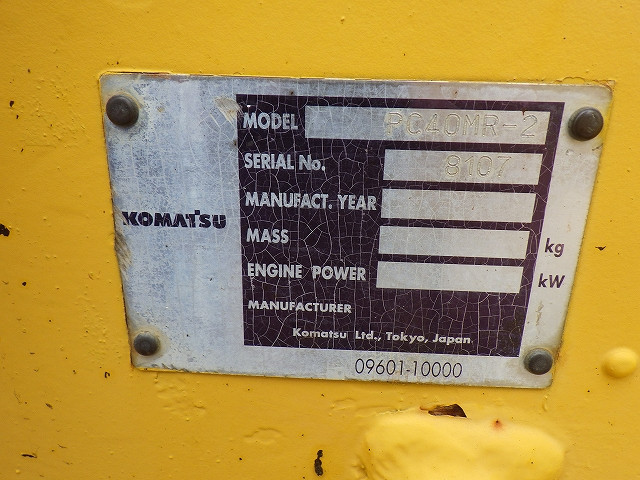 MODEL PC40MR-2
SERIAL No. 8107
MANUFACT. YEAR
KOMATSU
MASS kg
ENGINE POWER kW
MANUFACTURER
Komatsu Ltd., Tokyo, Japan
09601-10000